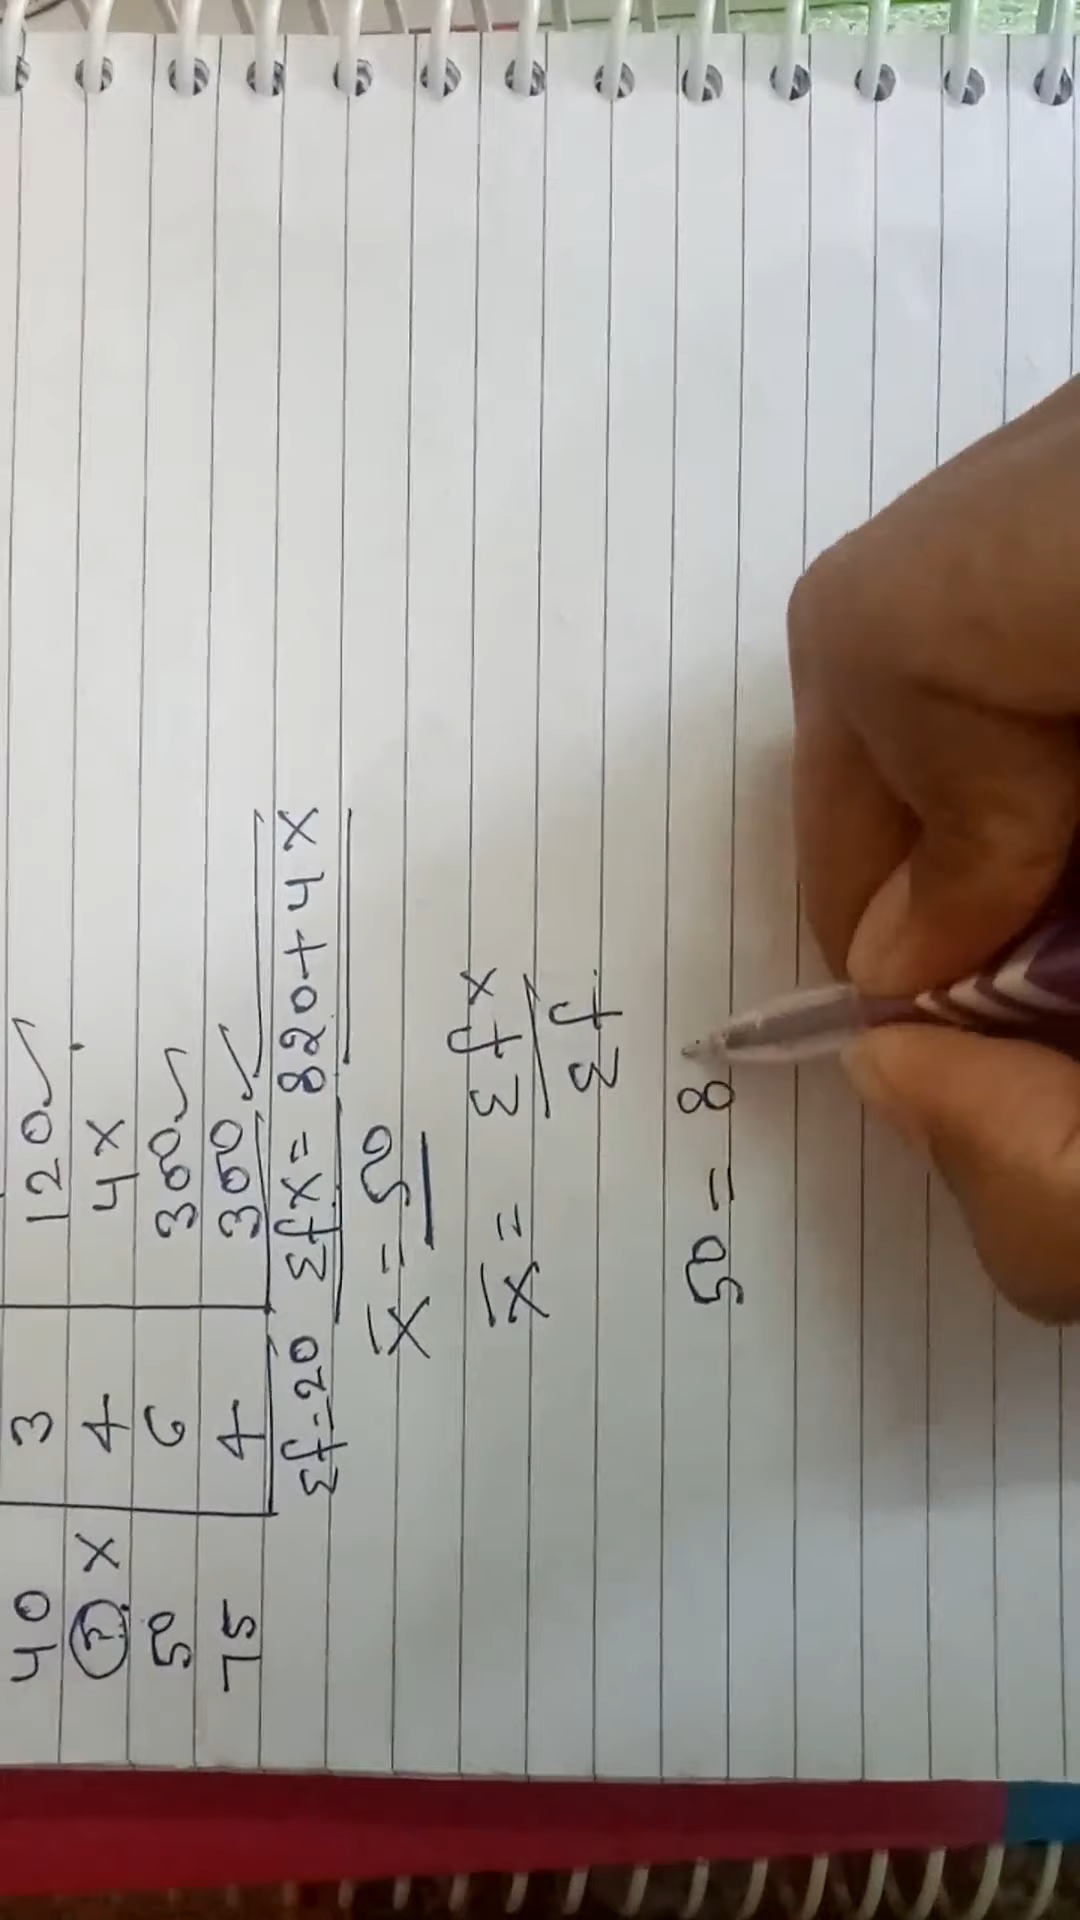 40 3 120 ✓
? x 4 4x
50 6 300 ✓
75 4 300 ✓
Σf=20 Σfx = 820+4x
x̄ = 50
x̄ = Σfx
Σf
50 = 8